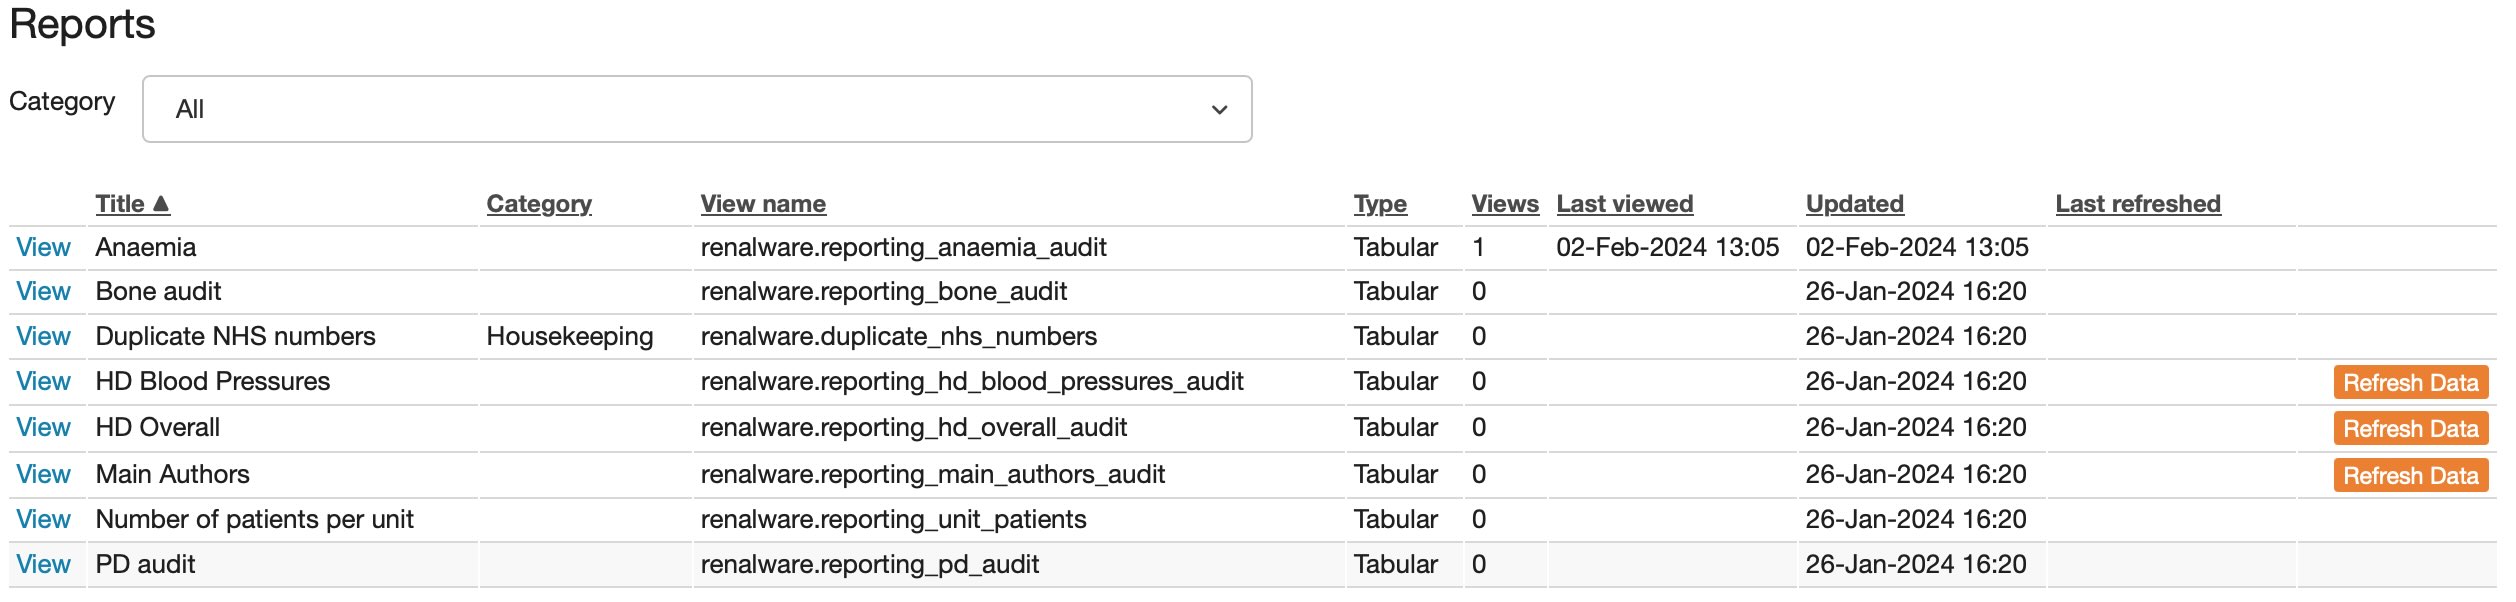 Reports
Category All
Title ▲ Category View name Type Views Last viewed Updated Last refreshed
View Anaemia renalware.reporting_anaemia_audit Tabular 1 02-Feb-2024 13:05 02-Feb-2024 13:05
View Bone audit renalware.reporting_bone_audit Tabular 0 26-Jan-2024 16:20
View Duplicate NHS numbers Housekeeping renalware.duplicate_nhs_numbers Tabular 0 26-Jan-2024 16:20
View HD Blood Pressures renalware.reporting_hd_blood_pressures_audit Tabular 0 26-Jan-2024 16:20 Refresh Data
View HD Overall renalware.reporting_hd_overall_audit Tabular 0 26-Jan-2024 16:20 Refresh Data
View Main Authors renalware.reporting_main_authors_audit Tabular 0 26-Jan-2024 16:20 Refresh Data
View Number of patients per unit renalware.reporting_unit_patients Tabular 0 26-Jan-2024 16:20
View PD audit renalware.reporting_pd_audit Tabular 0 26-Jan-2024 16:20